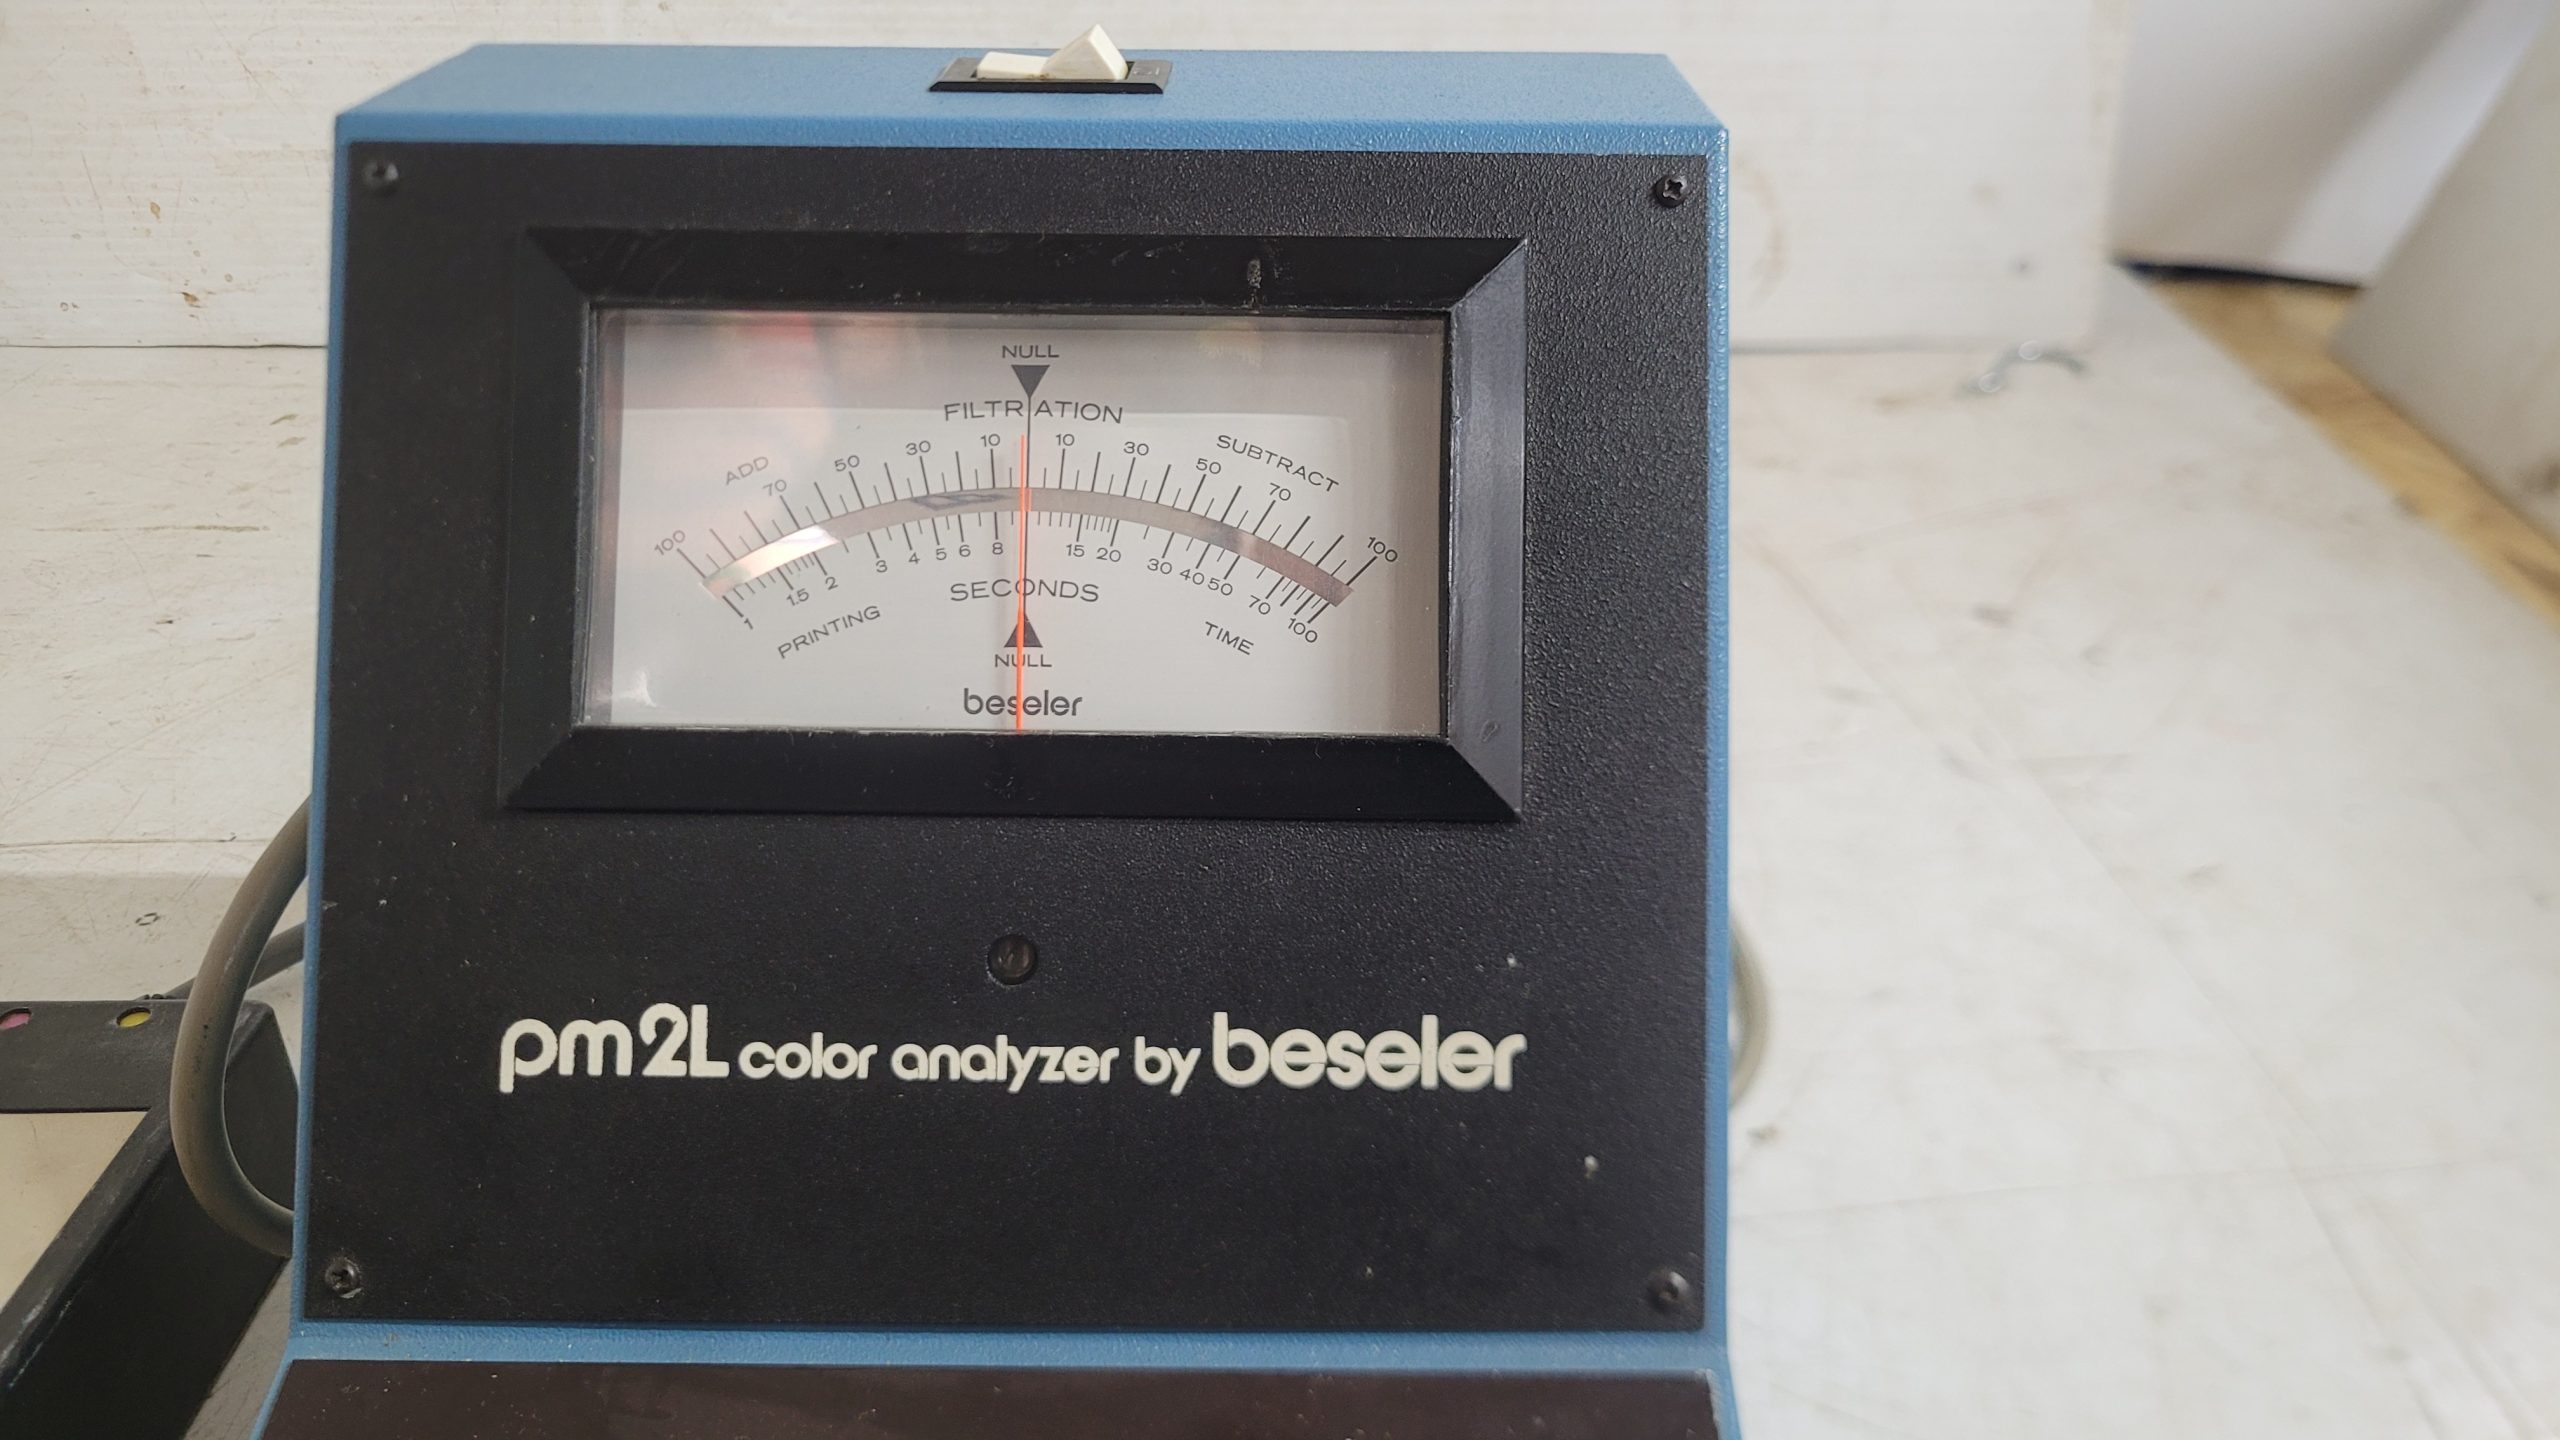 NULL
FILTRATION
ADD
SUBTRACT
100 70 50 30 10 10 30 50 70 100
1 1.5 2 3 4 5 6 8 15 20 30 40 50 70 100
SECONDS
PRINTING
TIME
NULL
beseler
pm2L color analyzer by beseler